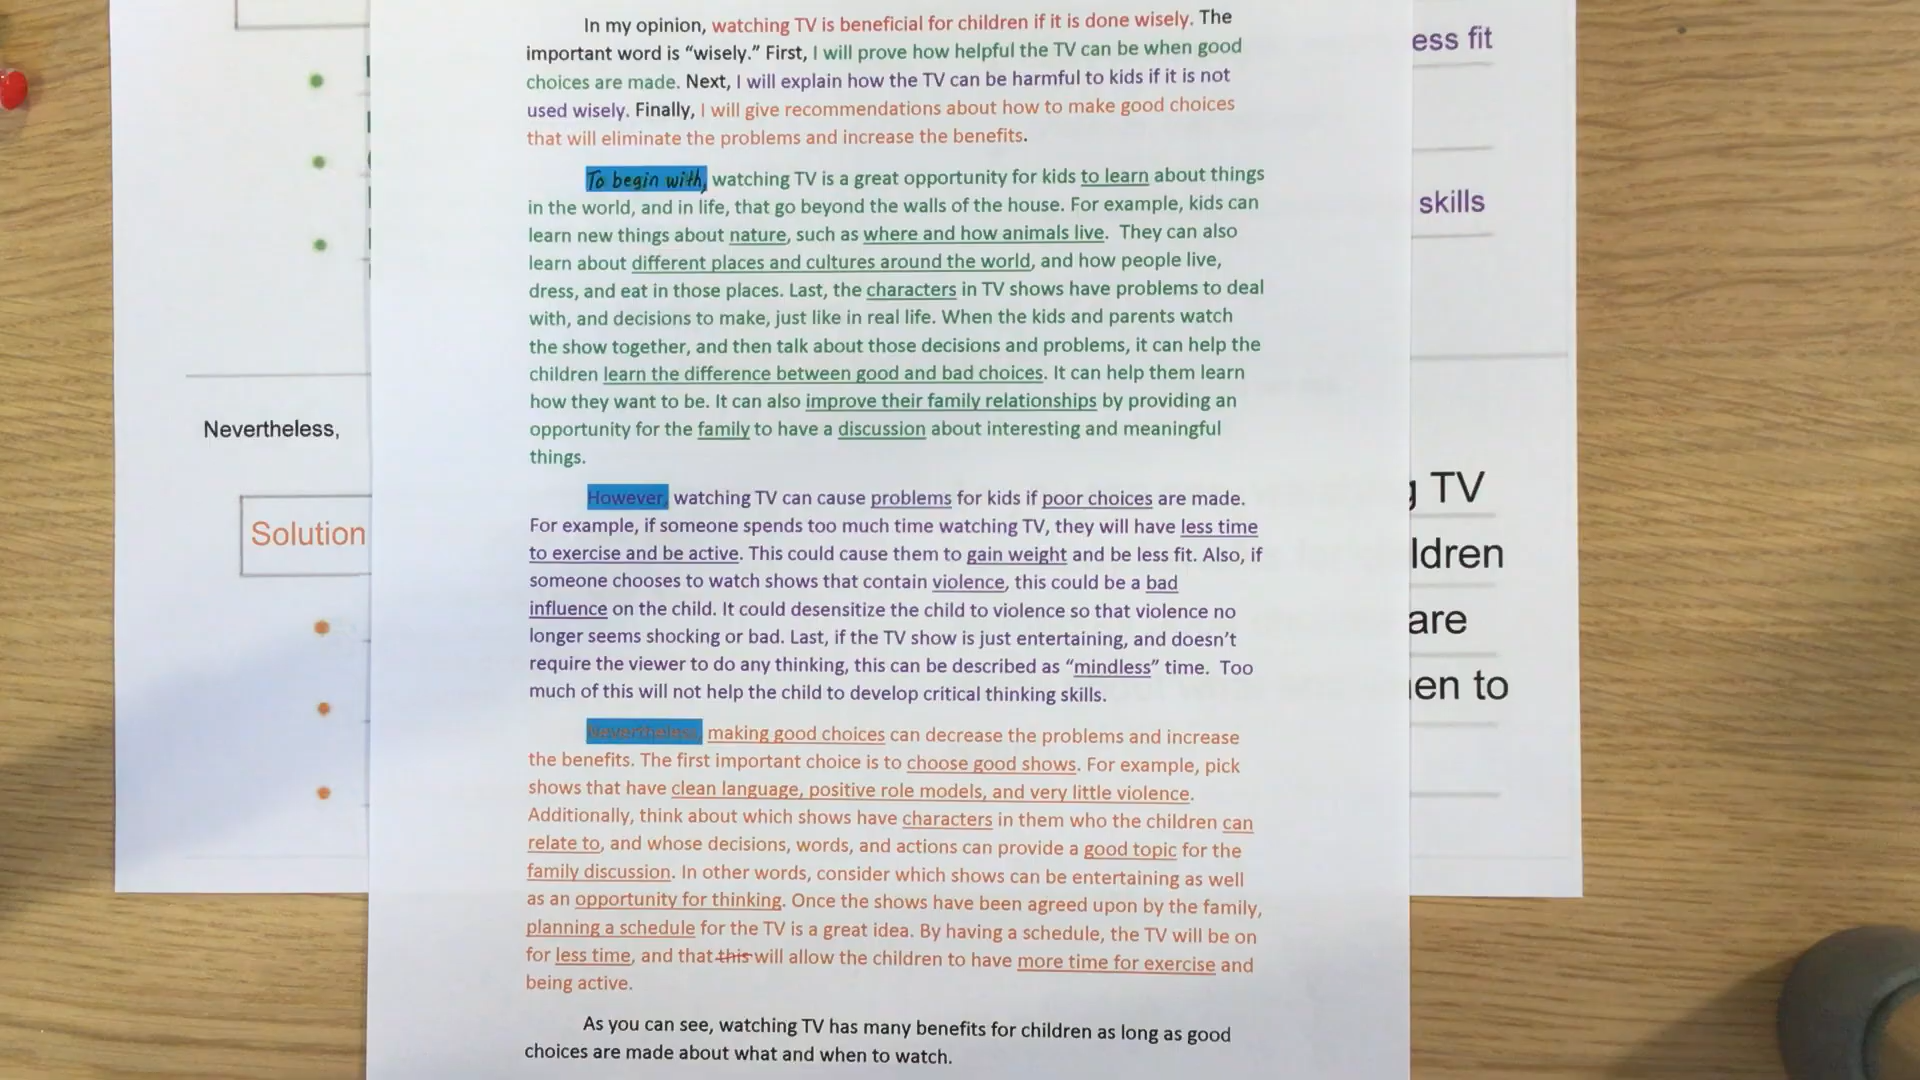 In my opinion, watching TV is beneficial for children if it is done wisely. The
important word is “wisely.” First, I will prove how helpful the TV can be when good
choices are made. Next, I will explain how the TV can be harmful to kids if it is not
used wisely. Finally, I will give recommendations about how to make good choices
that will eliminate the problems and increase the benefits.
To begin with, watching TV is a great opportunity for kids to learn about things
in the world, and in life, that go beyond the walls of the house. For example, kids can
learn new things about nature, such as where and how animals live. They can also
learn about different places and cultures around the world, and how people live,
dress, and eat in those places. Last, the characters in TV shows have problems to deal
with, and decisions to make, just like in real life. When the kids and parents watch
the show together, and then talk about those decisions and problems, it can help the
children learn the difference between good and bad choices. It can help them learn
how they want to be. It can also improve their family relationships by providing an
opportunity for the family to have a discussion about interesting and meaningful
things.
However, watching TV can cause problems for kids if poor choices are made.
For example, if someone spends too much time watching TV, they will have less time
to exercise and be active. This could cause them to gain weight and be less fit. Also, if
someone chooses to watch shows that contain violence, this could be a bad
influence on the child. It could desensitize the child to violence so that violence no
longer seems shocking or bad. Last, if the TV show is just entertaining, and doesn’t
require the viewer to do any thinking, this can be described as “mindless” time. Too
much of this will not help the child to develop critical thinking skills.
Nevertheless, making good choices can decrease the problems and increase
the benefits. The first important choice is to choose good shows. For example, pick
shows that have clean language, positive role models, and very little violence.
Additionally, think about which shows have characters in them who the children can
relate to, and whose decisions, words, and actions can provide a good topic for the
family discussion. In other words, consider which shows can be entertaining as well
as an opportunity for thinking. Once the shows have been agreed upon by the family,
planning a schedule for the TV is a great idea. By having a schedule, the TV will be on
for less time, and that this will allow the children to have more time for exercise and
being active.
As you can see, watching TV has many benefits for children as long as good
choices are made about what and when to watch.
Nevertheless,
Solution
ess fit
skills
TV
ldren
are
en to